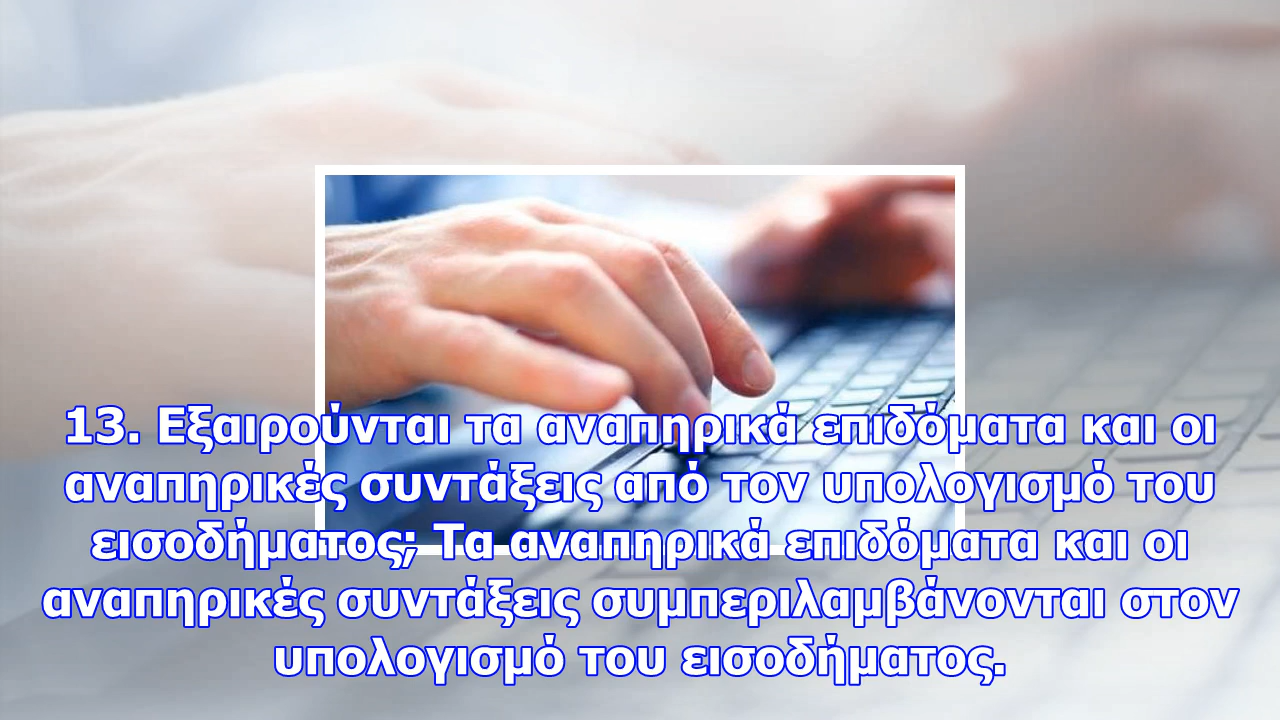 13. Εξαιρούνται τα αναπηρικά επιδόματα και οι
αναπηρικές συντάξεις από τον υπολογισμό του
εισοδήματος; Τα αναπηρικά επιδόματα και οι
αναπηρικές συντάξεις συμπεριλαμβάνονται στον
υπολογισμό του εισοδήματος.